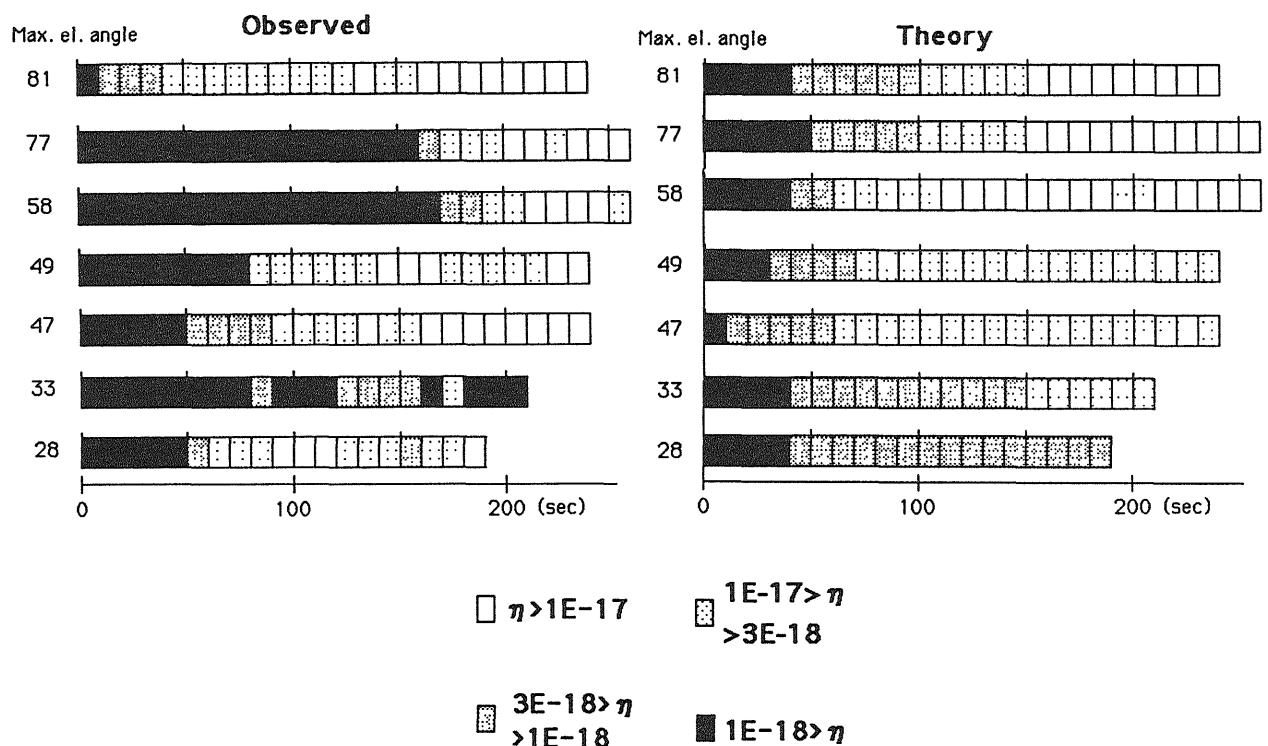 Observed
Max. el. angle
81
77
58
49
47
33
28
0 100 200 (sec)
Theory
Max. el. angle
81
77
58
49
47
33
28
0 100 200 (sec)
η>1E-17
1E-17> η
>3E-18
3E-18> η
>1E-18
1E-18> η